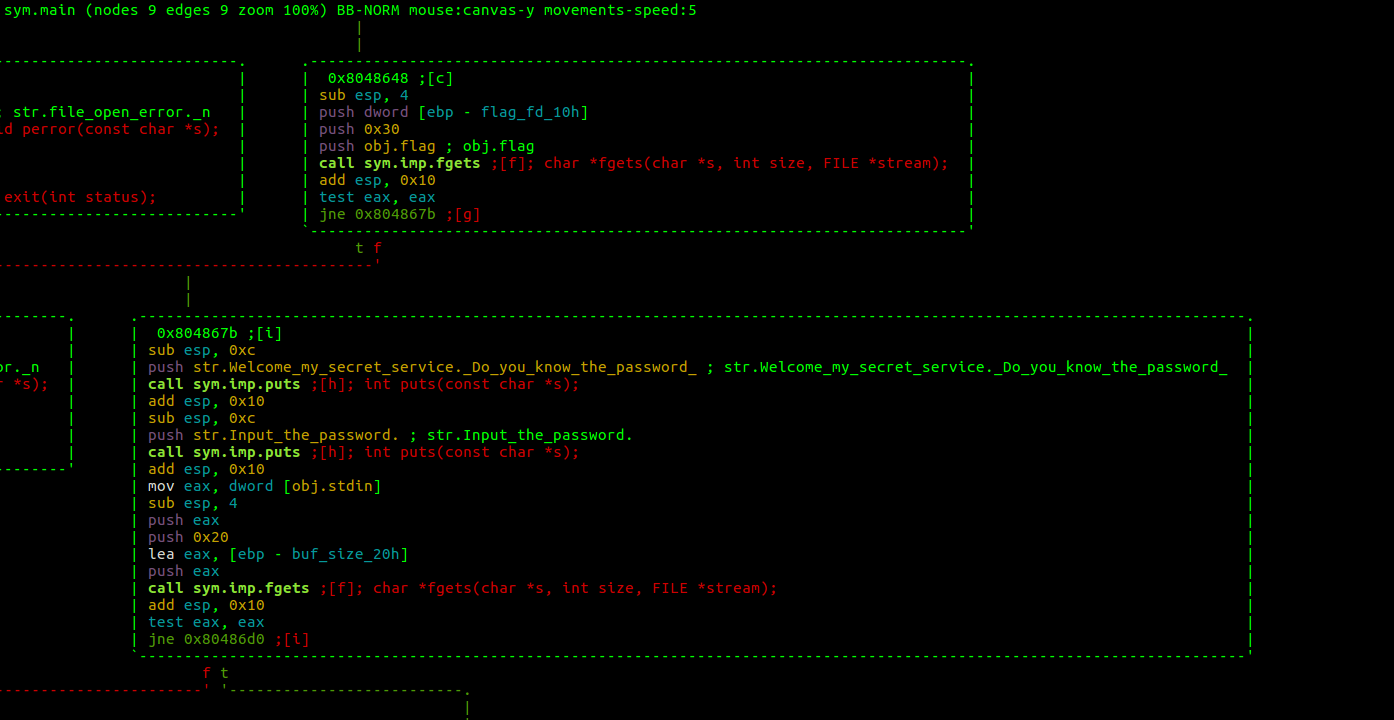 sym.main (nodes 9 edges 9 zoom 100%) BB-NORM mouse:canvas-y movements-speed:5
0x8048648 ;[c]
sub esp, 4
; str.file_open_error._n
push dword [ebp - flag_fd_10h]
ld perror(const char *s);
push 0x30
push obj.flag ; obj.flag
call sym.imp.fgets ;[f]; char *fgets(char *s, int size, FILE *stream);
add esp, 0x10
exit(int status);
test eax, eax
jne 0x804867b ;[g]
t f
0x804867b ;[i]
sub esp, 0xc
or._n
push str.Welcome_my_secret_service._Do_you_know_the_password_ ; str.Welcome_my_secret_service._Do_you_know_the_password_
r *s);
call sym.imp.puts ;[h]; int puts(const char *s);
add esp, 0x10
sub esp, 0xc
push str.Input_the_password. ; str.Input_the_password.
call sym.imp.puts ;[h]; int puts(const char *s);
add esp, 0x10
mov eax, dword [obj.stdin]
sub esp, 4
push eax
push 0x20
lea eax, [ebp - buf_size_20h]
push eax
call sym.imp.fgets ;[f]; char *fgets(char *s, int size, FILE *stream);
add esp, 0x10
test eax, eax
jne 0x80486d0 ;[i]
f t